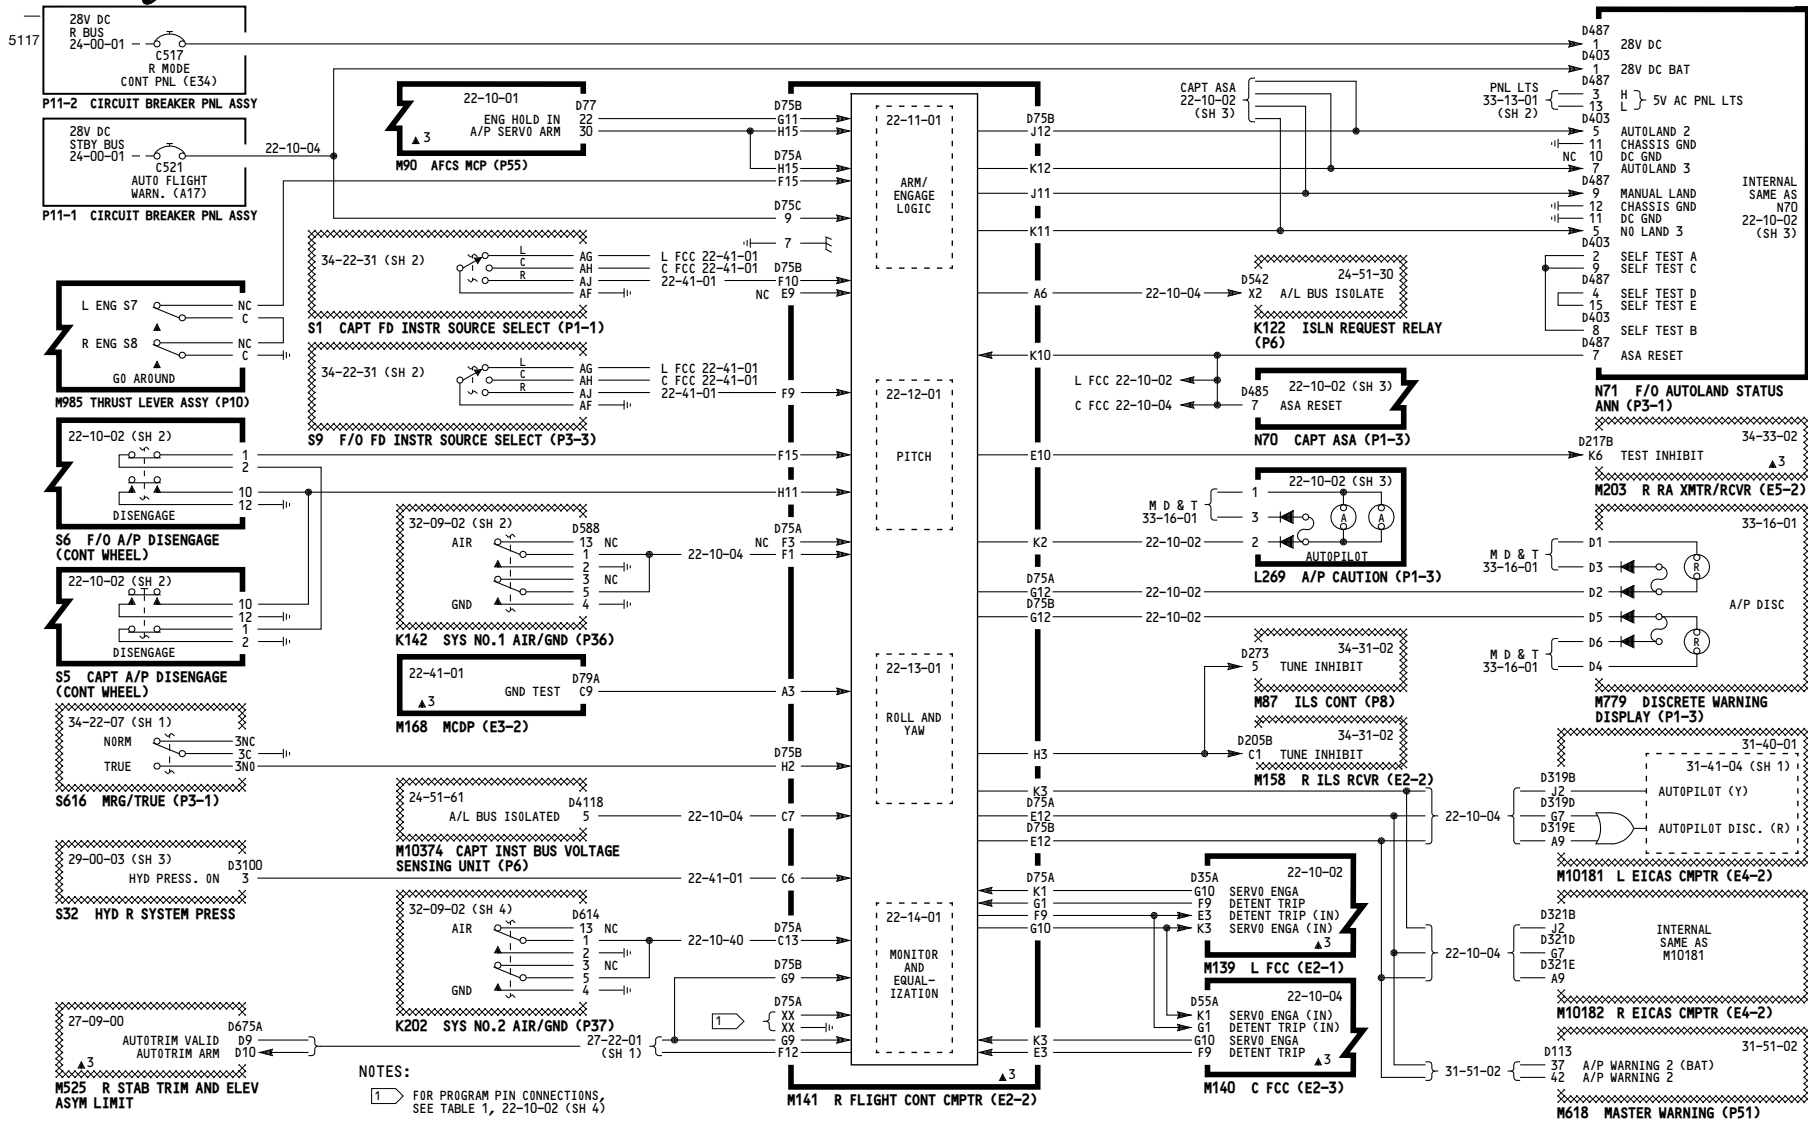 5117
28V DC
R BUS
24-00-01
C517
R MODE
CONT PNL (E34)
P11-2 CIRCUIT BREAKER PNL ASSY
28V DC
STBY BUS
24-00-01
C521
AUTO FLIGHT
WARN. (A17)
P11-1 CIRCUIT BREAKER PNL ASSY
22-10-04
L ENG S7
NC
C
R ENG S8
NC
C
GO AROUND
M985 THRUST LEVER ASSY (P10)
22-10-02 (SH 2)
1
2
10
12
DISENGAGE
S6 F/O A/P DISENGAGE
(CONT WHEEL)
22-10-02 (SH 2)
10
12
1
2
DISENGAGE
S5 CAPT A/P DISENGAGE
(CONT WHEEL)
34-22-07 (SH 1)
NORM
3NC
3C
TRUE
3NO
S616 MRG/TRUE (P3-1)
29-00-03 (SH 3)
D3100
HYD PRESS. ON 3
S32 HYD R SYSTEM PRESS
27-09-00
D675A
AUTOTRIM VALID D9
AUTOTRIM ARM D10
3
M525 R STAB TRIM AND ELEV
ASYM LIMIT
22-10-01
D77
ENG HOLD IN 22
A/P SERVO ARM 30
3
M90 AFCS MCP (P55)
34-22-31 (SH 2)
L
C
R
AG L FCC 22-41-01
AH C FCC 22-41-01
AJ 22-41-01
AF
S1 CAPT FD INSTR SOURCE SELECT (P1-1)
34-22-31 (SH 2)
L
C
R
AG L FCC 22-41-01
AH C FCC 22-41-01
AJ 22-41-01
AF
S9 F/O FD INSTR SOURCE SELECT (P3-3)
32-09-02 (SH 2)
D588
AIR
13 NC
1
2
3 NC
5
GND 4
22-10-04
K142 SYS NO.1 AIR/GND (P36)
22-41-01
D79A
GND TEST C9
3
M168 MCDP (E3-2)
24-51-61
D4118
A/L BUS ISOLATED 5
22-10-04
M10374 CAPT INST BUS VOLTAGE
SENSING UNIT (P6)
22-41-01
32-09-02 (SH 4)
D614
AIR
13 NC
1
2
3 NC
5
GND 4
22-10-40
K202 SYS NO.2 AIR/GND (P37)
27-22-01
(SH 1)
1
NOTES:
1 FOR PROGRAM PIN CONNECTIONS,
SEE TABLE 1, 22-10-02 (SH 4)
D75B
G11
H15
D75A
H15
F15
D75C
9
7
D75B
F10
NC E9
F9
F15
H11
D75A
NC F3
F1
A3
D75B
H2
C7
C6
D75A
C13
D75B
G9
D75A
XX
XX
G9
F12
22-11-01
ARM/
ENGAGE
LOGIC
22-12-01
PITCH
22-13-01
ROLL AND
YAW
22-14-01
MONITOR
AND
EQUAL-
IZATION
3
M141 R FLIGHT CONT CMPTR (E2-2)
D75B
J12
K12
J11
K11
A6
K10
E10
K2
D75A
G12
D75B
G12
H3
K3
D75A
E12
D75B
E12
D75A
K1
G1
F9
G10
K3
E3
CAPT ASA
22-10-02
(SH 3)
22-10-04
24-51-30
D542
X2 A/L BUS ISOLATE
K122 ISLN REQUEST RELAY
(P6)
L FCC 22-10-02
C FCC 22-10-04
D485
7
22-10-02 (SH 3)
ASA RESET
N70 CAPT ASA (P1-3)
M D & T
33-16-01
22-10-02
22-10-02 (SH 3)
1
3
2
A
A
AUTOPILOT
L269 A/P CAUTION (P1-3)
22-10-02
22-10-02
D273
34-31-02
5 TUNE INHIBIT
M87 ILS CONT (P8)
D205B
34-31-02
C1 TUNE INHIBIT
M158 R ILS RCVR (E2-2)
D35A
22-10-02
G10 SERVO ENGA
F9 DETENT TRIP
E3 DETENT TRIP (IN)
K3 SERVO ENGA (IN)
3
M139 L FCC (E2-1)
D55A
22-10-04
K1 SERVO ENGA (IN)
G1 DETENT TRIP (IN)
G10 SERVO ENGA
F9 DETENT TRIP
3
M140 C FCC (E2-3)
PNL LTS
33-13-01
(SH 2)
D487
1 28V DC
D403
1 28V DC BAT
D487
3 H
13 L
5V AC PNL LTS
D403
5 AUTOLAND 2
11 CHASSIS GND
NC 10 DC GND
7 AUTOLAND 3
D487
9 MANUAL LAND
12 CHASSIS GND
11 DC GND
5 NO LAND 3
D403
2 SELF TEST A
9 SELF TEST C
D487
4 SELF TEST D
15 SELF TEST E
D403
8 SELF TEST B
D487
7 ASA RESET
INTERNAL
SAME AS
N70
22-10-02
(SH 3)
N71 F/O AUTOLAND STATUS
ANN (P3-1)
D217B
34-33-02
K6 TEST INHIBIT
3
M203 R RA XMTR/RCVR (E5-2)
33-16-01
M D & T
33-16-01
D1
D3
D2
D5
D6
D4
R
R
A/P DISC
M D & T
33-16-01
M779 DISCRETE WARNING
DISPLAY (P1-3)
31-40-01
31-41-04 (SH 1)
22-10-04
D319B
J2 AUTOPILOT (Y)
D319D
G7
D319E
A9
AUTOPILOT DISC. (R)
M10181 L EICAS CMPTR (E4-2)
22-10-04
D321B
J2
D321D
G7
D321E
A9
INTERNAL
SAME AS
M10181
M10182 R EICAS CMPTR (E4-2)
31-51-02
31-51-02
D113
37 A/P WARNING 2 (BAT)
42 A/P WARNING 2
M618 MASTER WARNING (P51)